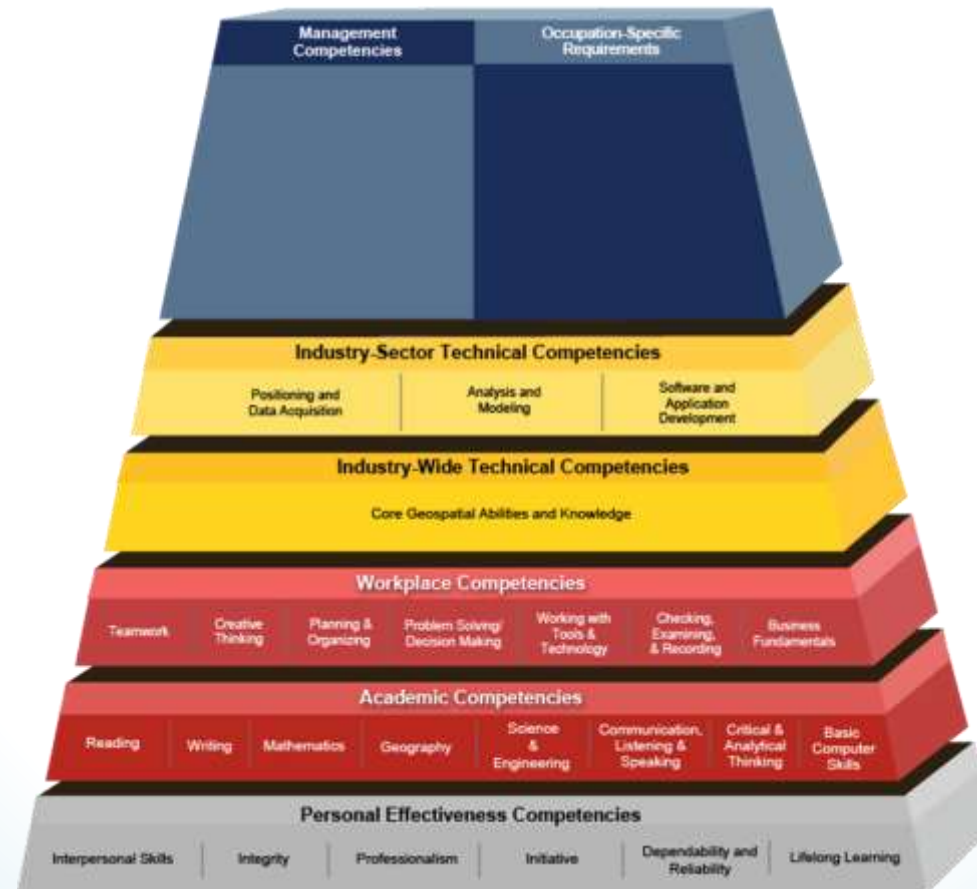 Management
Competencies
Occupation-Specific
Requirements
Industry-Sector Technical Competencies
Positioning and
Data Acquisition
Analysis and
Modeling
Software and
Application
Development
Industry-Wide Technical Competencies
Core Geospatial Abilities and Knowledge
Workplace Competencies
Teamwork
Creative
Thinking
Planning &
Organizing
Problem Solving/
Decision Making
Working with
Tools &
Technology
Checking,
Examining,
& Recording
Business
Fundamentals
Academic Competencies
Reading
Writing
Mathematics
Geography
Science
&
Engineering
Communication,
Listening &
Speaking
Critical &
Analytical
Thinking
Basic
Computer
Skills
Personal Effectiveness Competencies
Interpersonal Skills
Integrity
Professionalism
Initiative
Dependability and
Reliability
Lifelong Learning